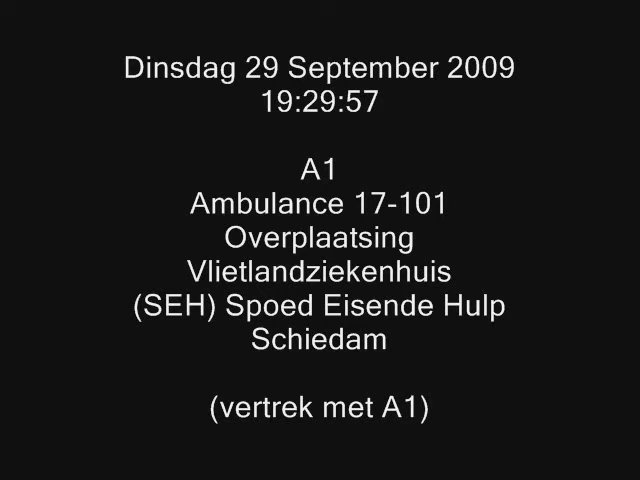 Dinsdag 29 September 2009
19:29:57
A1
Ambulance 17-101
Overplaatsing
Vlietlandziekenhuis
(SEH) Spoed Eisende Hulp
Schiedam
(vertrek met A1)